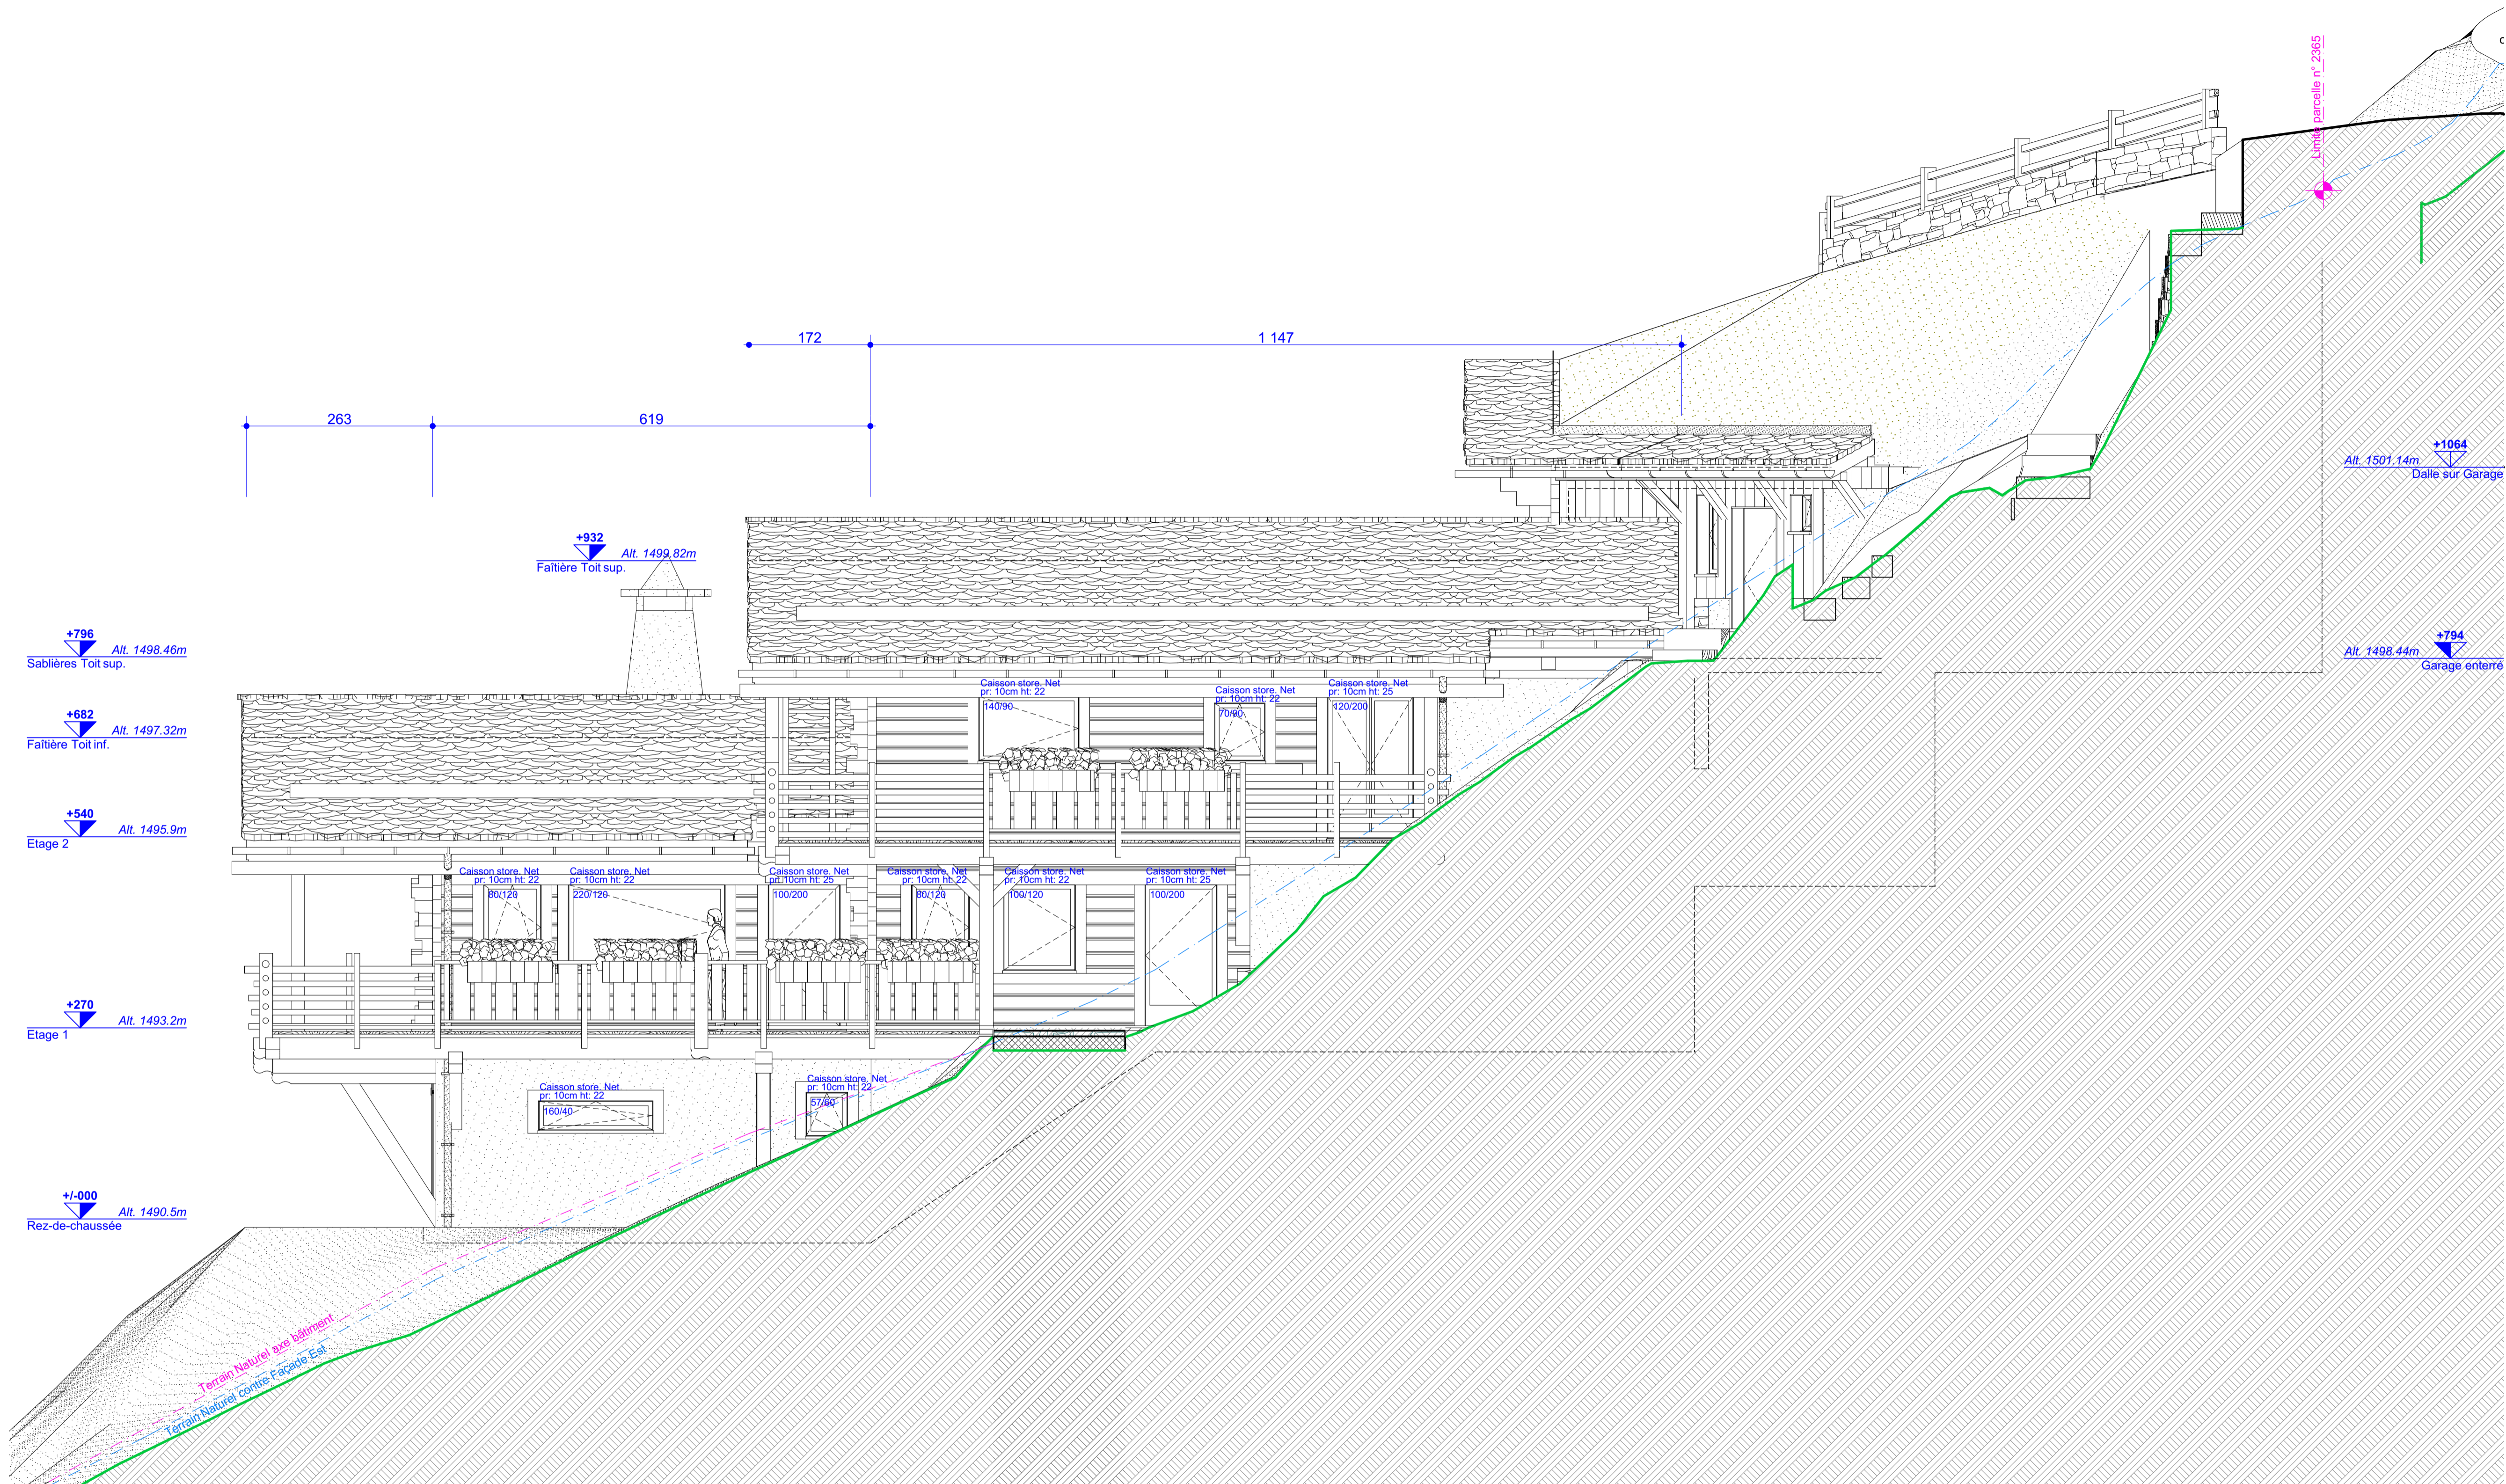 Limite parcelle n° 2365
172
1 147
263
619
+1064
Alt. 1501.14m
Dalle sur Garage
+932
Alt. 1499.82m
Faîtière Toit sup.
+796
Alt. 1498.46m
Sablières Toit sup.
+794
Alt. 1498.44m
Garage enterré
Caisson store. Net
pr: 10cm ht: 22
140/90
Caisson store. Net
pr: 10cm ht: 22
70/90
Caisson store. Net
pr: 10cm ht: 25
120/200
+682
Alt. 1497.32m
Faîtière Toit inf.
+540
Alt. 1495.9m
Etage 2
Caisson store. Net
pr: 10cm ht: 22
80/120
Caisson store. Net
pr: 10cm ht: 22
220/120
Caisson store. Net
pr: 10cm ht: 25
100/200
Caisson store. Net
pr: 10cm ht: 22
80/120
Caisson store. Net
pr: 10cm ht: 22
100/120
Caisson store. Net
pr: 10cm ht: 25
100/200
+270
Alt. 1493.2m
Etage 1
Caisson store. Net
pr: 10cm ht: 22
160/40
Caisson store. Net
pr: 10cm ht: 22
57/60
+/-000
Alt. 1490.5m
Rez-de-chaussée
Terrain Naturel axe bâtiment
Terrain Naturel contre Façade Est